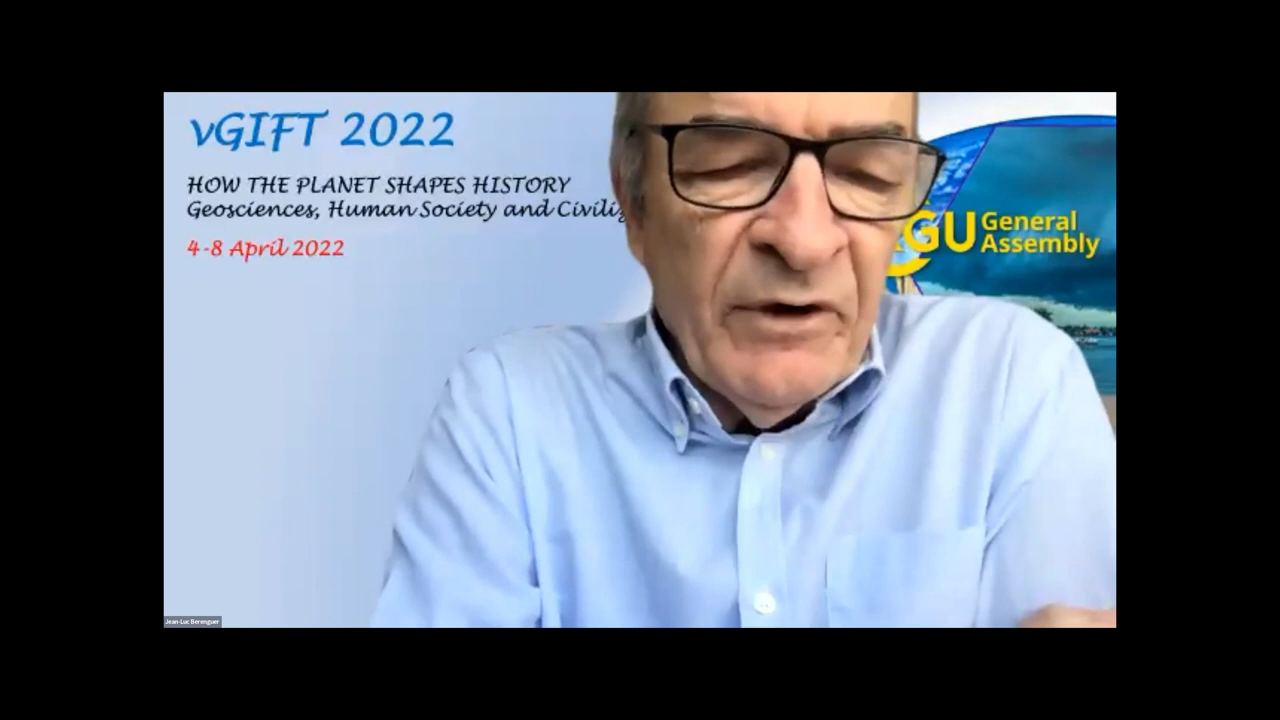 vGIFT 2022
HOW THE PLANET SHAPES HISTORY
Geosciences, Human Society and Civiliz
4-8 April 2022
GU
General
Assembly
Jean-Luc Berenguer